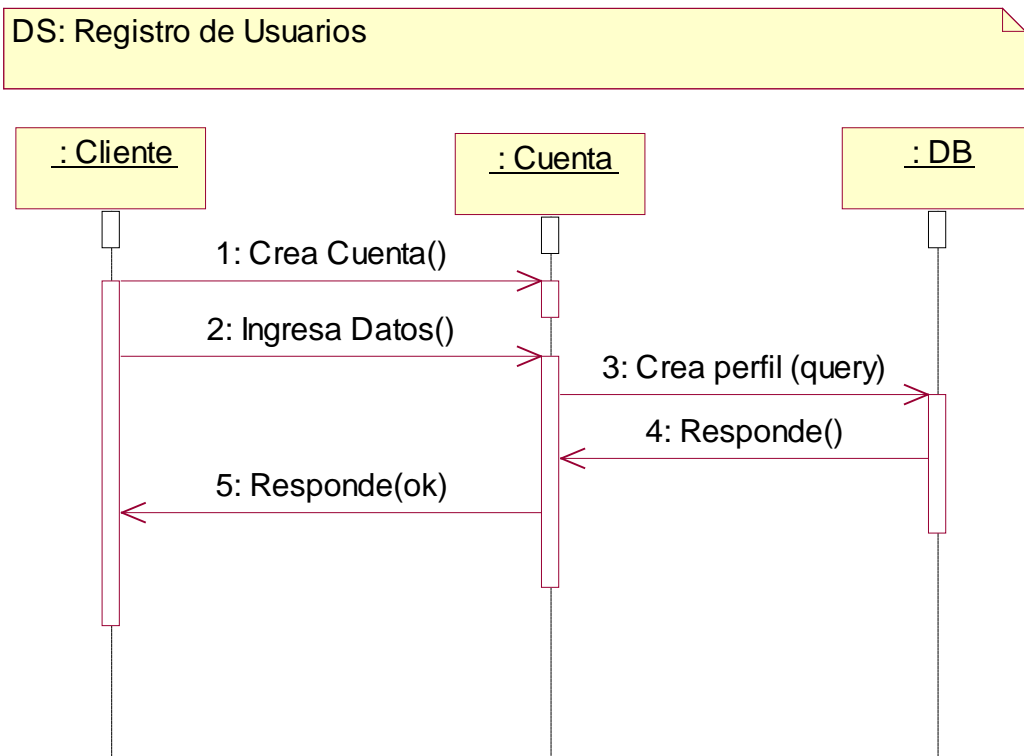 DS: Registro de Usuarios
: Cliente
: Cuenta
: DB
1: Crea Cuenta()
2: Ingresa Datos()
3: Crea perfil (query)
4: Responde()
5: Responde(ok)